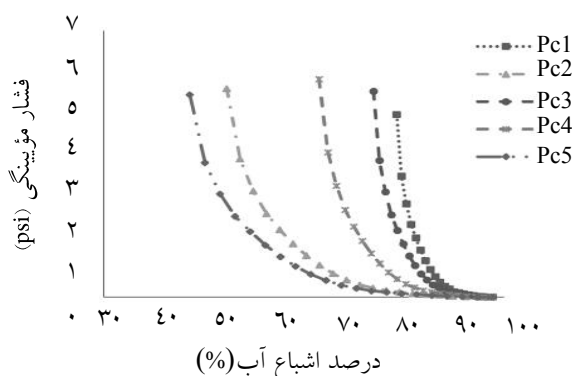 ۷
۶
۵
۴
۳
۲
۱
۰
فشار مؤیینگی (psi)
Pc1
Pc2
Pc3
Pc4
Pc5
۳۰ ۴۰ ۵۰ ۶۰ ۷۰ ۸۰ ۹۰ ۱۰۰
درصد اشباع آب (%)